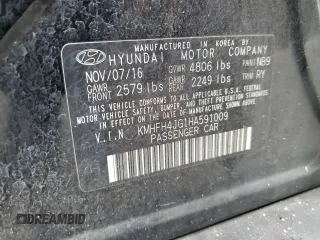 MANUFACTURED IN KOREA BY
HYUNDAI MOTOR COMPANY
NOV/07/16 GVWR 4806 lbs PAINT NB9
GAWR FRONT 2579 lbs GAWR REAR 2249 lbs TRIM RY
THIS VEHICLE CONFORMS TO ALL APPLICABLE
FEDERAL MOTOR VEHICLE SAFETY, BUMPER,
AND THEFT PREVENTION STANDARDS IN EFFECT
ON THE DATE OF MANUFACTURE SHOWN ABOVE.
V.I.N KMHFH4JG1HA591009
PASSENGER CAR
DREAMBID